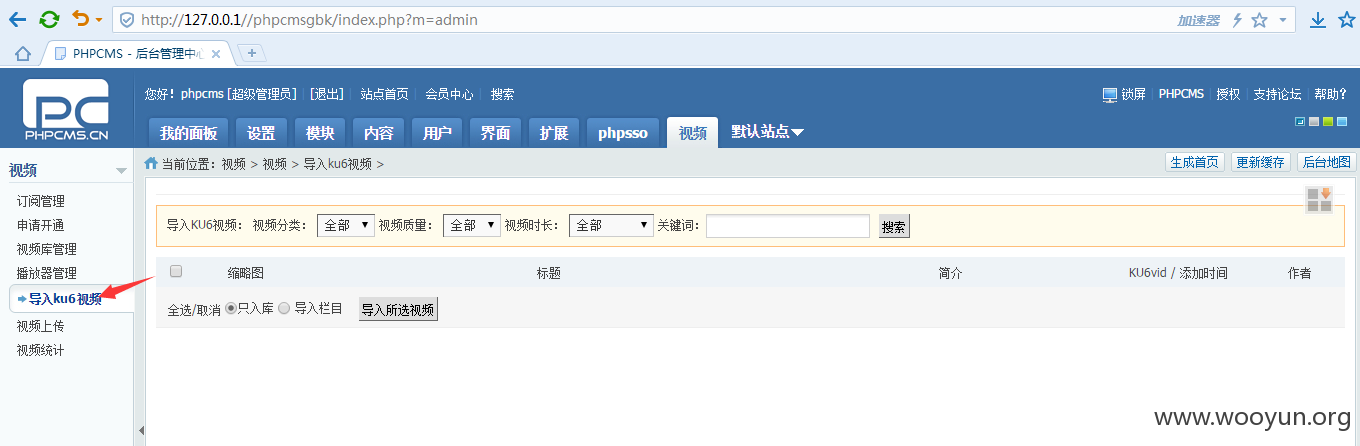 http://127.0.0.1//phpcmsgbk/index.php?m=admin 加速器
PHPCMS - 后台管理中心
PHPCMS.CN
您好！phpcms [超级管理员] [退出] 站点首页 会员中心 搜索
锁屏 PHPCMS 授权 支持论坛 帮助?
我的面板 设置 模块 内容 用户 界面 扩展 phpsso 视频 默认站点
视频
当前位置：视频 > 视频 > 导入ku6视频 >
生成首页 更新缓存 后台地图
订阅管理
申请开通
视频库管理
播放器管理
导入ku6视频
视频上传
视频统计
导入KU6视频： 视频分类： 全部 视频质量： 全部 视频时长： 全部 关键词： 搜索
缩略图 标题 简介 KU6vid / 添加时间 作者
全选/取消 只入库 导入栏目 导入所选视频
www.wooyun.org